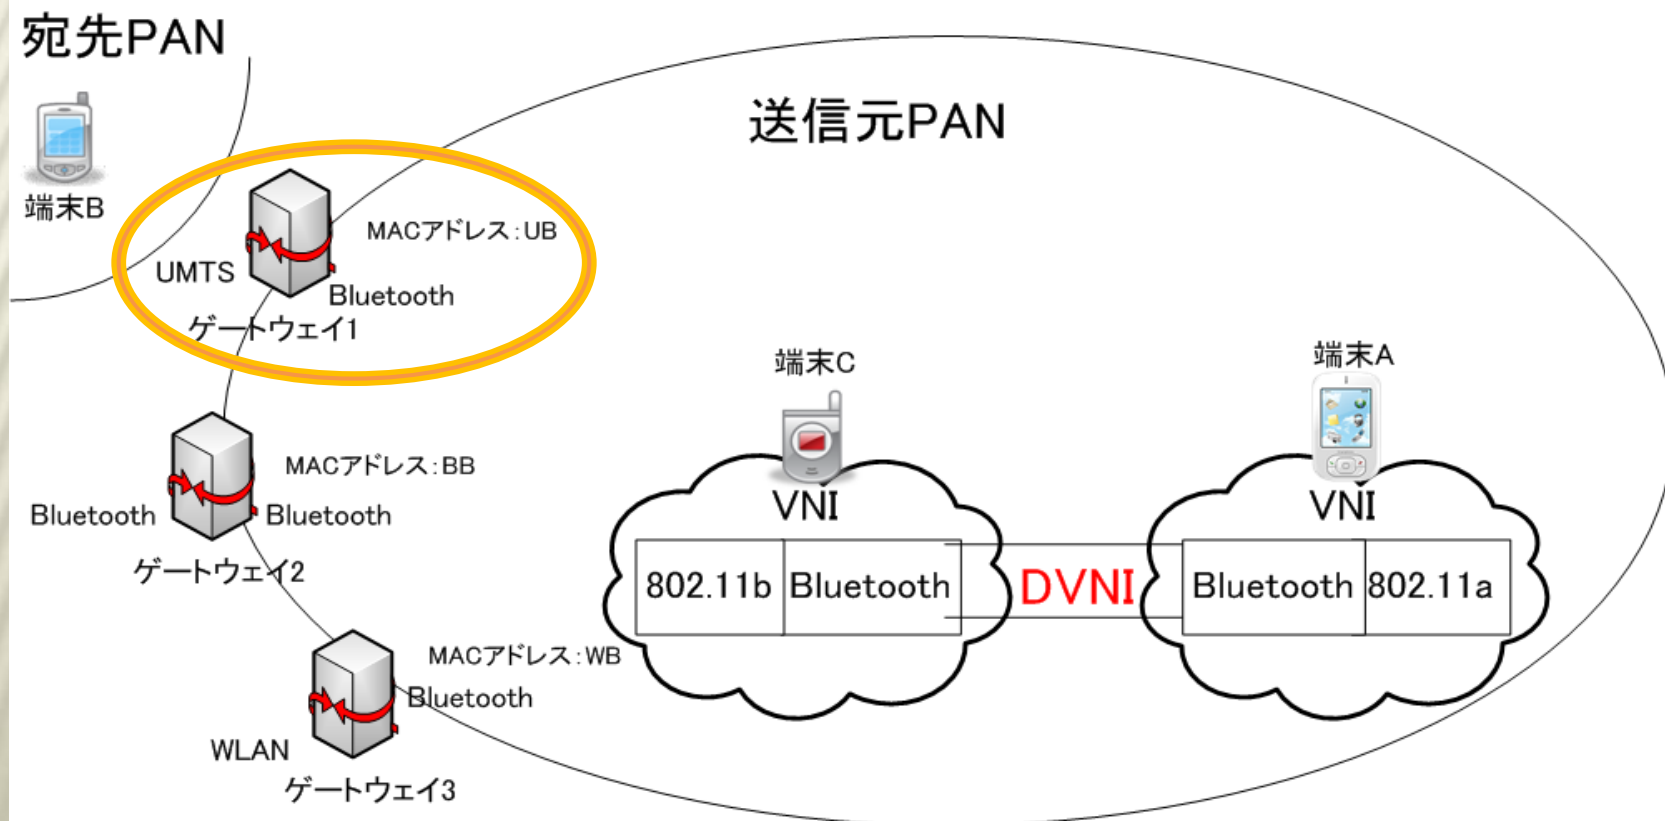 宛先PAN
送信元PAN
端末B
MACアドレス:UB
UMTS
Bluetooth
ゲートウェイ1
端末C
端末A
MACアドレス:BB
Bluetooth
Bluetooth
ゲートウェイ2
VNI
VNI
802.11b
Bluetooth
DVNI
Bluetooth
802.11a
MACアドレス:WB
Bluetooth
WLAN
ゲートウェイ3